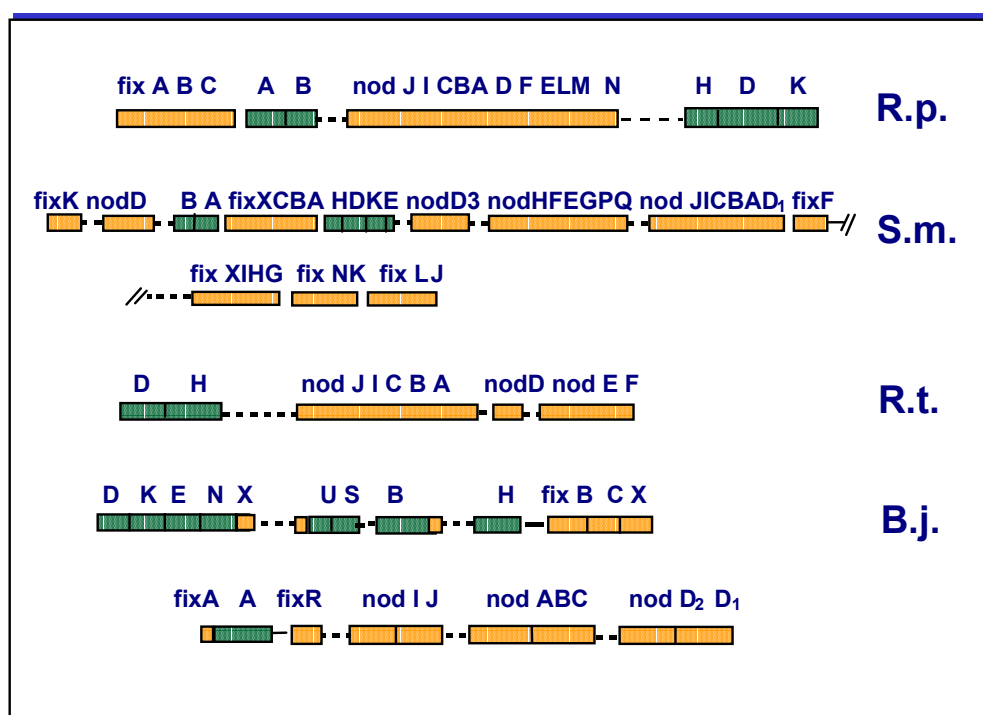 fix A B C A B nod J I CBA D F ELM N H D K
R.p.
fixK nodD B A fixXCBA HDKE nodD3 nodHFEGPQ nod JICBAD1 fixF
S.m.
fix XIHG fix NK fix LJ
D H nod J I C B A nodD nod E F
R.t.
D K E N X U S B H fix B C X
B.j.
fixA A fixR nod I J nod ABC nod D2 D1